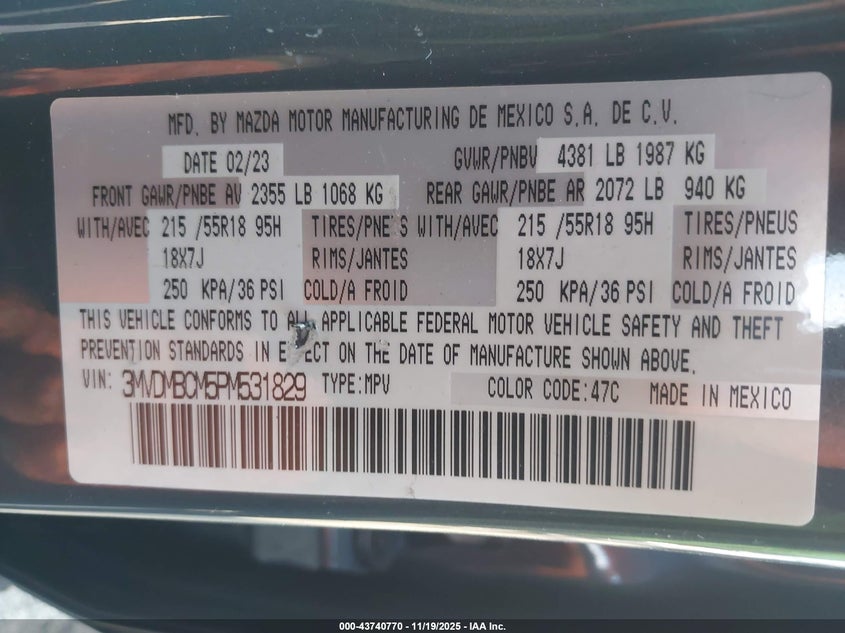 MFD. BY MAZDA MOTOR MANUFACTURING DE MEXICO S.A. DE C.V.
DATE 02/23 GVWR/PNBV 4381 LB 1987 KG
FRONT GAWR/PNBE AV 2355 LB 1068 KG REAR GAWR/PNBE AR 2072 LB 940 KG
WITH/AVEC 215 /55R18 95H TIRES/PNEUS WITH/AVEC 215 /55R18 95H TIRES/PNEUS
18X7J RIMS/JANTES 18X7J RIMS/JANTES
250 KPA/36 PSI COLD/A FROID 250 KPA/36 PSI COLD/A FROID
THIS VEHICLE CONFORMS TO ALL APPLICABLE FEDERAL MOTOR VEHICLE SAFETY AND THEFT
PREVENTION STANDARDS IN EFFECT ON THE DATE OF MANUFACTURE SHOWN ABOVE.
VIN: 3MVDMBCM5PM531829 TYPE:MPV COLOR CODE:47C MADE IN MEXICO
000-43740770 - 11/19/2025 - IAA Inc.